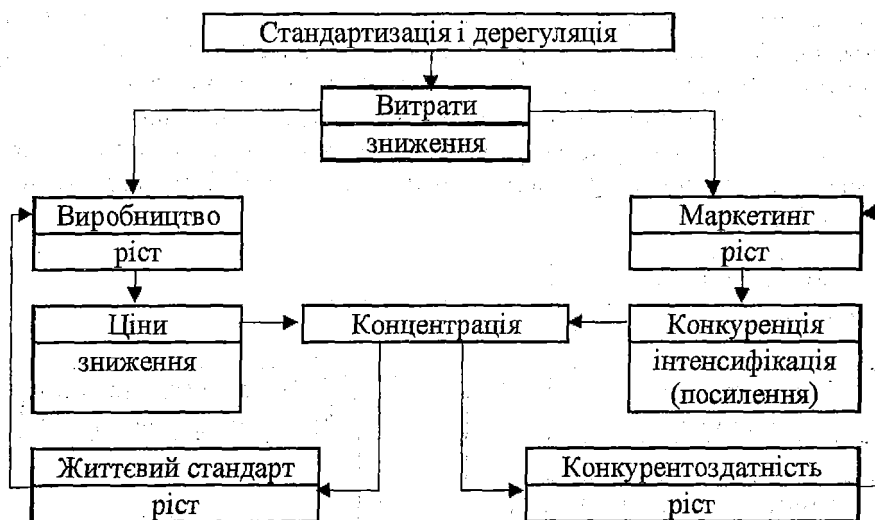 Стандартизація і дерегуляція
Витрати
зниження
Виробництво
ріст
Маркетинг
ріст
Ціни
зниження
Концентрація
Конкуренція
інтенсифікація
(посилення)
Життєвий стандарт
ріст
Конкурентоздатність
ріст